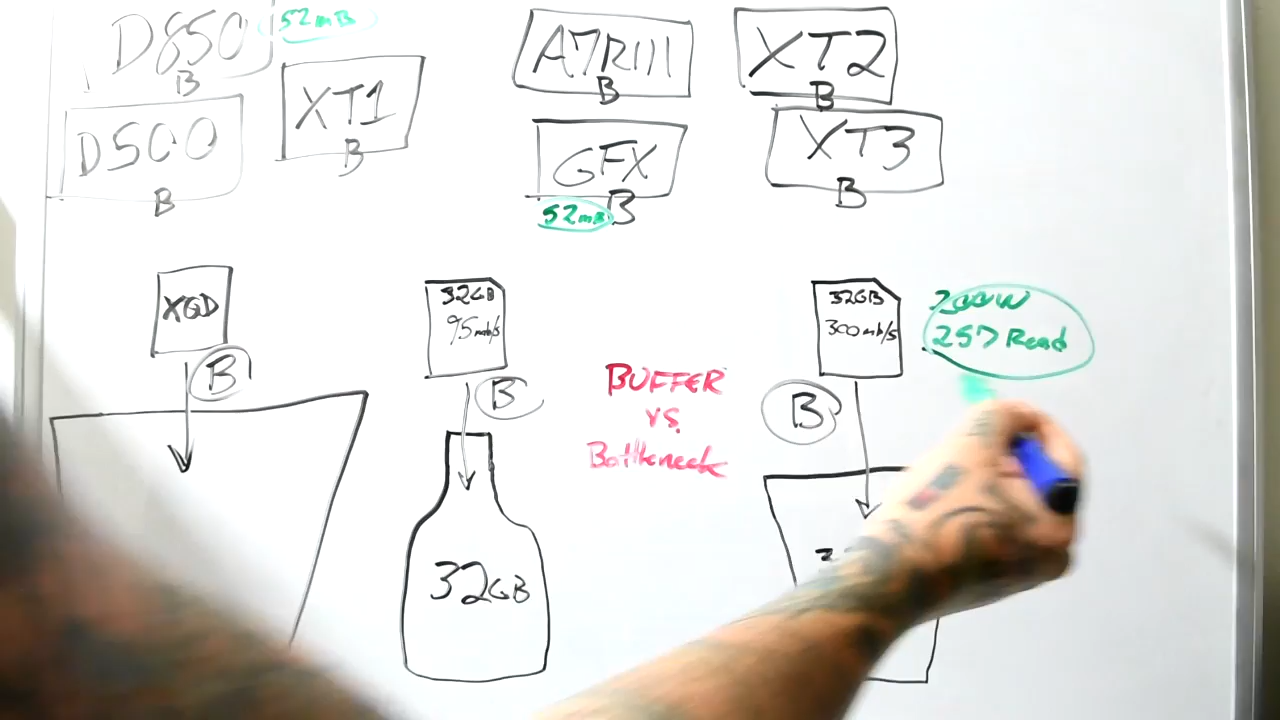 D850
52mB
B
D500
B
XT1
B
A7RIII
B
GFX
52mB
B
XT2
B
XT3
B
XQD
B
32GB
95mb/s
B
32GB
BUFFER
vs.
Bottleneck
32GB
300mb/s
B
257 Read